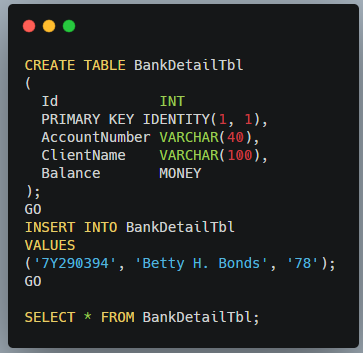 CREATE TABLE BankDetailTbl
(
  Id            INT
  PRIMARY KEY IDENTITY(1, 1),
  AccountNumber VARCHAR(40),
  ClientName    VARCHAR(100),
  Balance       MONEY
);
GO
INSERT INTO BankDetailTbl
VALUES
('7Y290394', 'Betty H. Bonds', '78');
GO

SELECT * FROM BankDetailTbl;